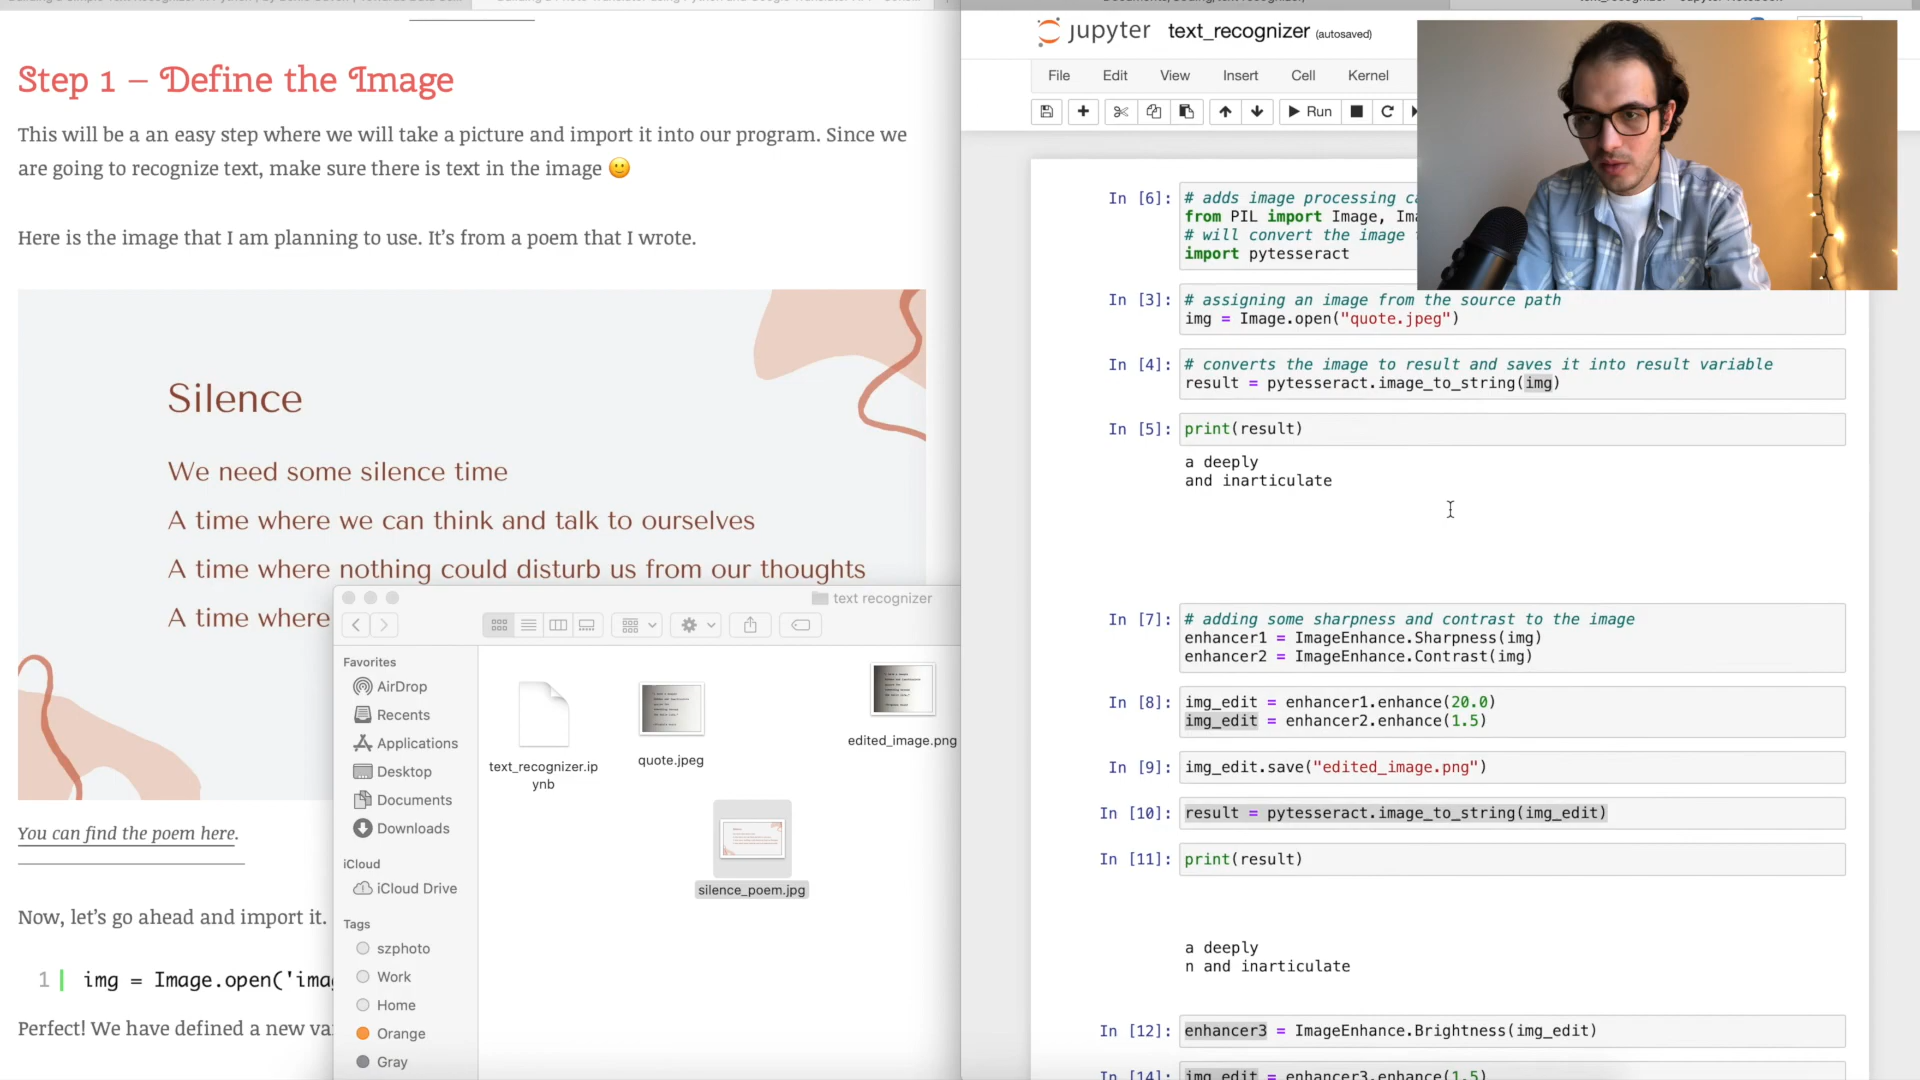 Step 1 – Define the Image
This will be a an easy step where we will take a picture and import it into our program. Since we
are going to recognize text, make sure there is text in the image 🙂
Here is the image that I am planning to use. It's from a poem that I wrote.
Silence
We need some silence time
A time where we can think and talk to ourselves
A time where nothing could disturb us from our thoughts
A time where
You can find the poem here.
Now, let's go ahead and import it.
1 img = Image.open('ima
Perfect! We have defined a new va
text recognizer
Favorites
AirDrop
Recents
Applications
Desktop
Documents
Downloads
iCloud
iCloud Drive
Tags
szphoto
Work
Home
Orange
Gray
text_recognizer.ip
ynb
quote.jpeg
edited_image.png
silence_poem.jpg
jupyter text_recognizer (autosaved)
File Edit View Insert Cell Kernel
Run
In [6]: # adds image processing ca
from PIL import Image, Ima
# will convert the image
import pytesseract
In [3]: # assigning an image from the source path
img = Image.open("quote.jpeg")
In [4]: # converts the image to result and saves it into result variable
result = pytesseract.image_to_string(img)
In [5]: print(result)
a deeply
and inarticulate
In [7]: # adding some sharpness and contrast to the image
enhancer1 = ImageEnhance.Sharpness(img)
enhancer2 = ImageEnhance.Contrast(img)
In [8]: img_edit = enhancer1.enhance(20.0)
img_edit = enhancer2.enhance(1.5)
In [9]: img_edit.save("edited_image.png")
In [10]: result = pytesseract.image_to_string(img_edit)
In [11]: print(result)
a deeply
n and inarticulate
In [12]: enhancer3 = ImageEnhance.Brightness(img_edit)
In [14]: img_edit = enhancer3.enhance(1.5)